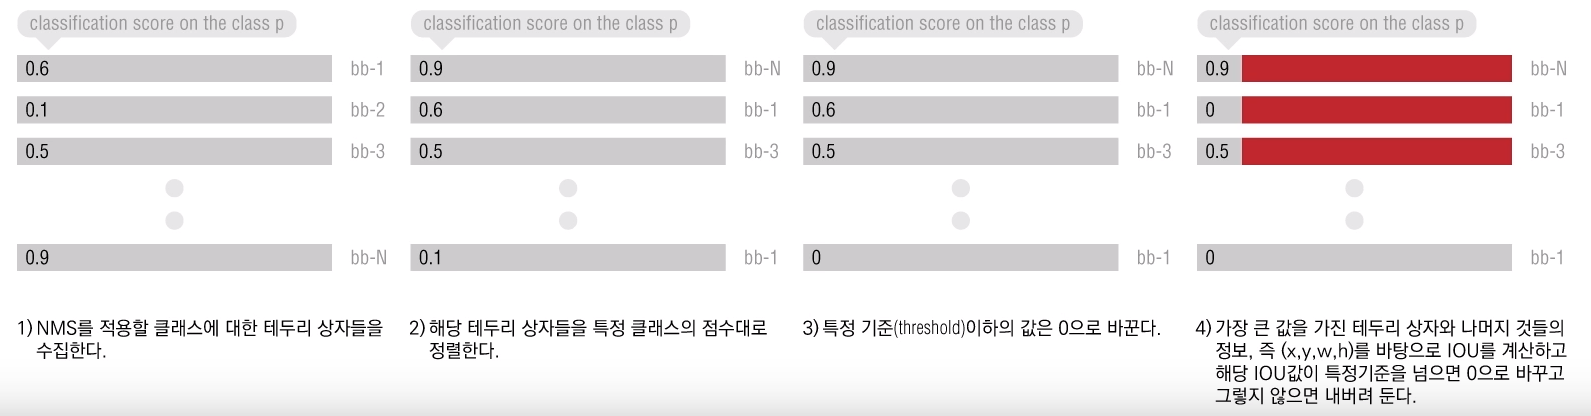 classification score on the class p
0.6 bb-1
0.1 bb-2
0.5 bb-3
0.9 bb-N
1) NMS를 적용할 클래스에 대한 테두리 상자들을
수집한다.
classification score on the class p
0.9 bb-N
0.6 bb-1
0.5 bb-3
0.1 bb-1
2) 해당 테두리 상자들을 특정 클래스의 점수대로
정렬한다.
classification score on the class p
0.9 bb-N
0.6 bb-1
0.5 bb-3
0 bb-1
3) 특정 기준(threshold)이하의 값은 0으로 바꾼다.
classification score on the class p
0.9 bb-N
0 bb-1
0.5 bb-3
0 bb-1
4) 가장 큰 값을 가진 테두리 상자와 나머지 것들의
정보, 즉 (x,y,w,h)를 바탕으로 IOU를 계산하고
해당 IOU값이 특정기준을 넘으면 0으로 바꾸고
그렇지 않으면 내버려 둔다.